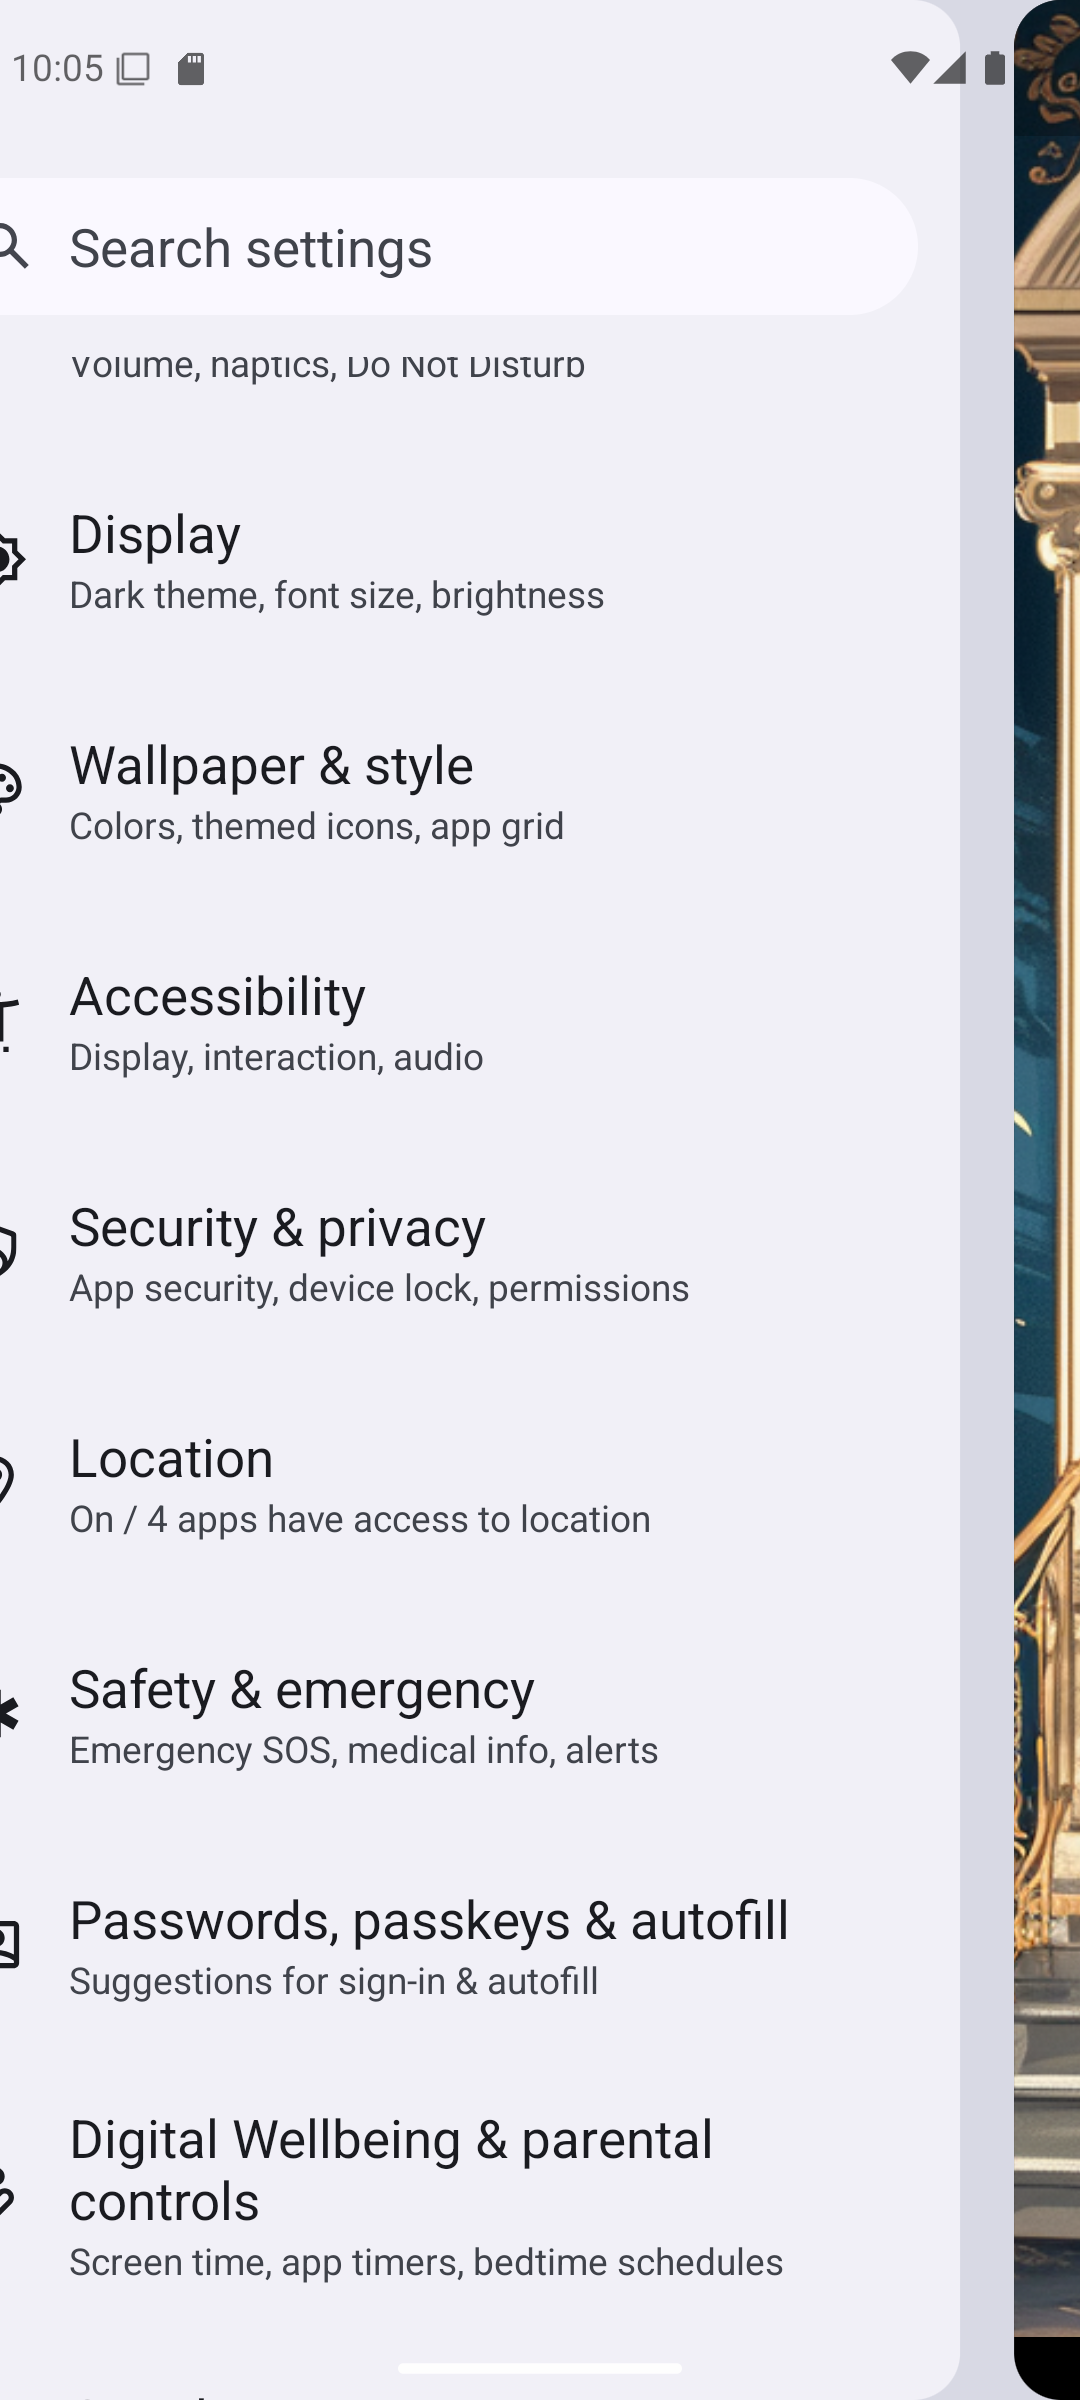 10:05
Search settings
Volume, haptics, Do Not Disturb
Display
Dark theme, font size, brightness
Wallpaper & style
Colors, themed icons, app grid
Accessibility
Display, interaction, audio
Security & privacy
App security, device lock, permissions
Location
On / 4 apps have access to location
Safety & emergency
Emergency SOS, medical info, alerts
Passwords, passkeys & autofill
Suggestions for sign-in & autofill
Digital Wellbeing & parental
controls
Screen time, app timers, bedtime schedules